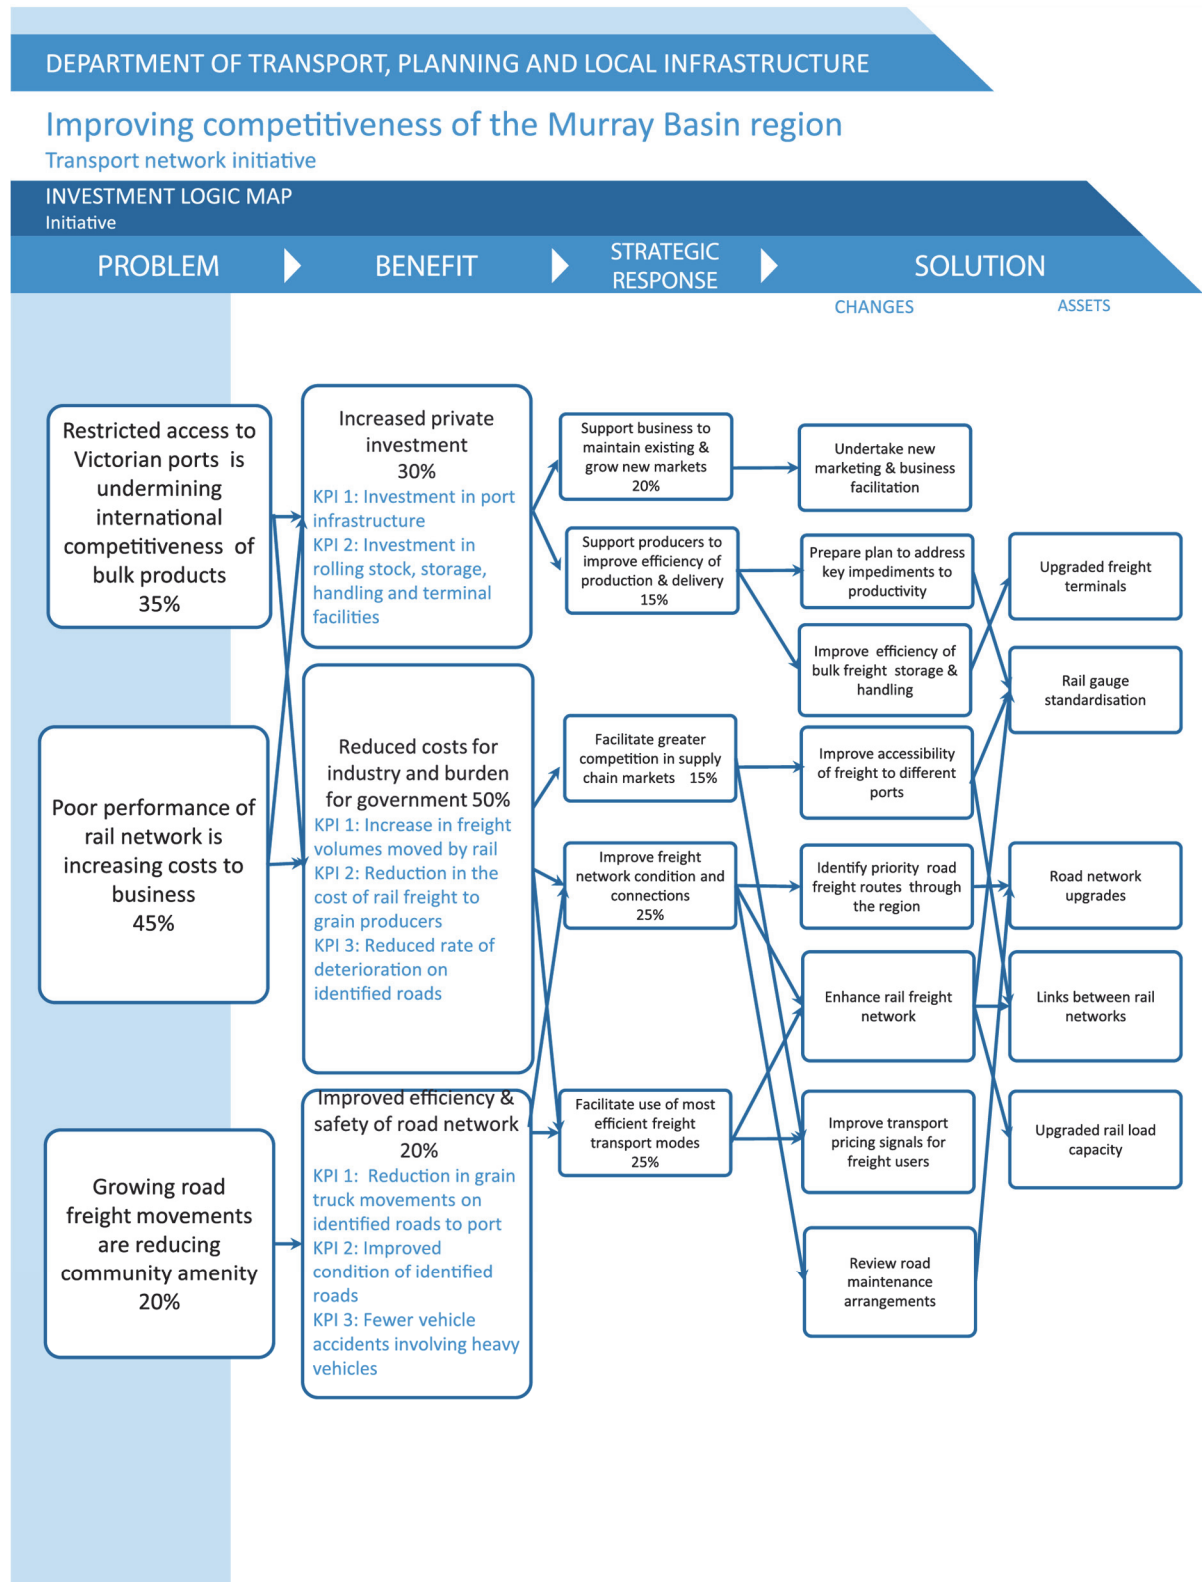 DEPARTMENT OF TRANSPORT, PLANNING AND LOCAL INFRASTRUCTURE
Improving competitiveness of the Murray Basin region
Transport network initiative
INVESTMENT LOGIC MAP
Initiative
PROBLEM
BENEFIT
STRATEGIC
RESPONSE
SOLUTION
CHANGES
ASSETS
Restricted access to
Victorian ports is
undermining
international
competitiveness of
bulk products
35%
Poor performance of
rail network is
increasing costs to
business
45%
Growing road
freight movements
are reducing
community amenity
20%
Increased private
investment
30%
KPI 1: Investment in port
infrastructure
KPI 2: Investment in
rolling stock, storage,
handling and terminal
facilities
Reduced costs for
industry and burden
for government 50%
KPI 1: Increase in freight
volumes moved by rail
KPI 2: Reduction in the
cost of rail freight to
grain producers
KPI 3: Reduced rate of
deterioration on
identified roads
Improved efficiency &
safety of road network
20%
KPI 1: Reduction in grain
truck movements on
identified roads to port
KPI 2: Improved
condition of identified
roads
KPI 3: Fewer vehicle
accidents involving heavy
vehicles
Support business to
maintain existing &
grow new markets
20%
Support producers to
improve efficiency of
production & delivery
15%
Facilitate greater
competition in supply
chain markets 15%
Improve freight
network condition and
connections
25%
Facilitate use of most
efficient freight
transport modes
25%
Undertake new
marketing & business
facilitation
Prepare plan to address
key impediments to
productivity
Improve efficiency of
bulk freight storage &
handling
Improve accessibility
of freight to different
ports
Identify priority road
freight routes through
the region
Enhance rail freight
network
Improve transport
pricing signals for
freight users
Review road
maintenance
arrangements
Upgraded freight
terminals
Rail gauge
standardisation
Road network
upgrades
Links between rail
networks
Upgraded rail load
capacity